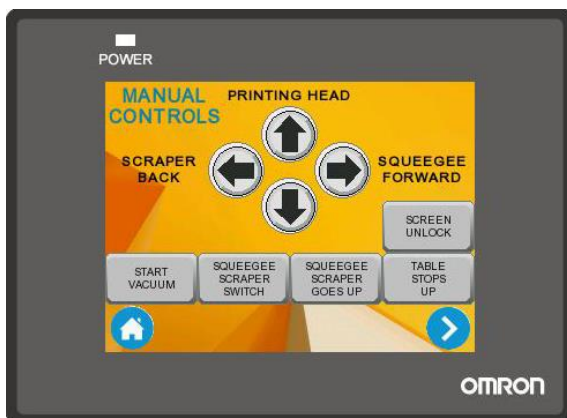 POWER
MANUAL
CONTROLS
PRINTING HEAD
SCRAPER
BACK
SQUEEGEE
FORWARD
SCREEN
UNLOCK
START
VACUUM
SQUEEGEE
SCRAPER
SWITCH
SQUEEGEE
SCRAPER
GOES UP
TABLE
STOPS
UP
OMRON